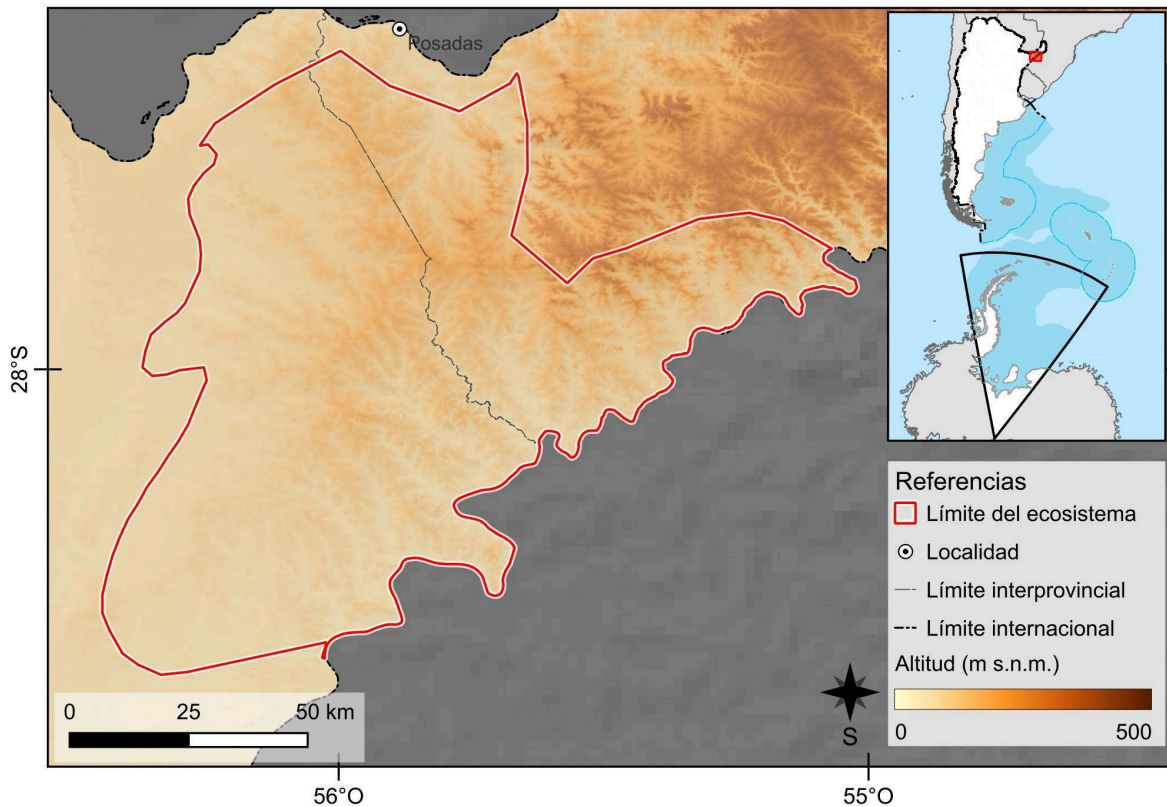 Posadas
28°S
Referencias
Límite del ecosistema
Localidad
Límite interprovincial
Límite internacional
Altitud (m s.n.m.)
0 500
0 25 50 km
S
56°O 55°O